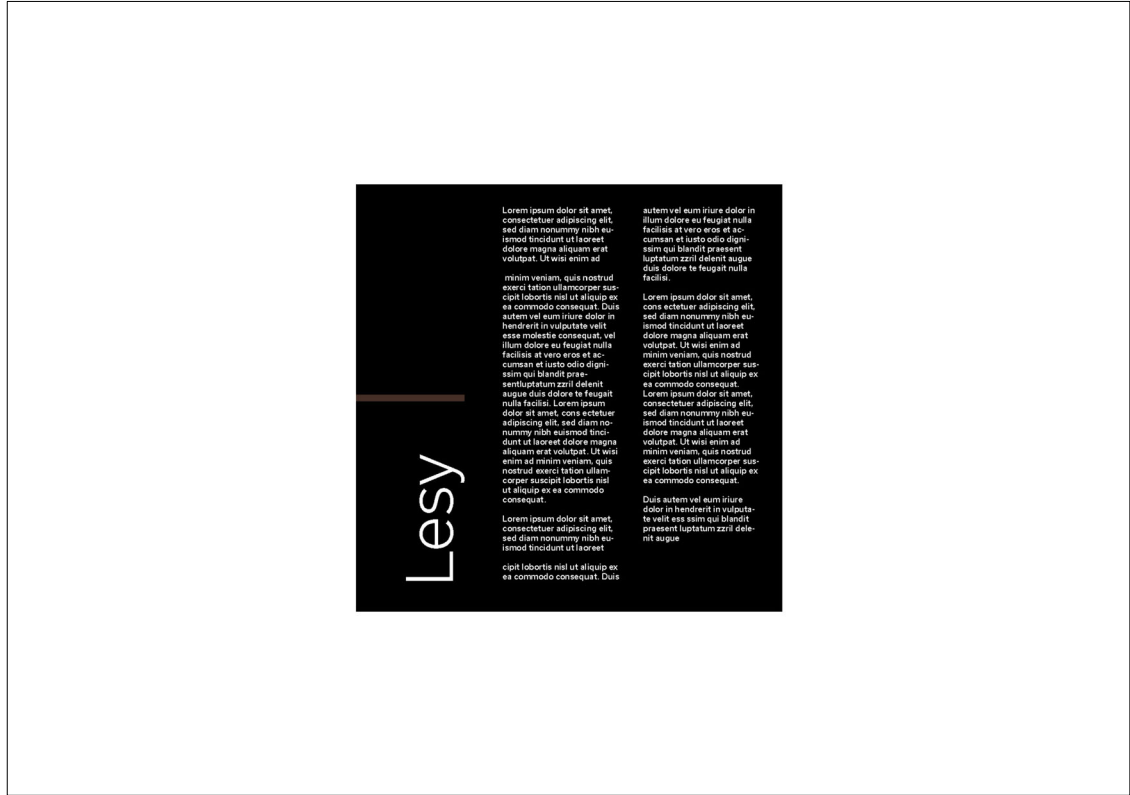 Lesy
Lorem ipsum dolor sit amet,
consectetuer adipiscing elit,
sed diam nonummy nibh eu-
ismod tincidunt ut laoreet
dolore magna aliquam erat
volutpat. Ut wisi enim ad
minim veniam, quis nostrud
exerci tation ullamcorper sus-
cipit lobortis nisl ut aliquip ex
ea commodo consequat. Duis
autem vel eum iriure dolor in
hendrerit in vulputate velit
esse molestie consequat, vel
illum dolore eu feugiat nulla
facilisis at vero eros et ac-
cumsan et iusto odio digni-
ssim qui blandit prae-
sentluptatum zzril delenit
augue duis dolore te feugait
nulla facilisi. Lorem ipsum
dolor sit amet, cons ectetuer
adipiscing elit, sed diam no-
nummy nibh euismod tinci-
dunt ut laoreet dolore magna
aliquam erat volutpat. Ut wisi
enim ad minim veniam, quis
nostrud exerci tation ullam-
corper suscipit lobortis nisl
ut aliquip ex ea commodo
consequat.
Lorem ipsum dolor sit amet,
consectetuer adipiscing elit,
sed diam nonummy nibh eu-
ismod tincidunt ut laoreet
cipit lobortis nisl ut aliquip ex
ea commodo consequat. Duis
autem vel eum iriure dolor in
illum dolore eu feugiat nulla
facilisis at vero eros et ac-
cumsan et iusto odio digni-
ssim qui blandit praesent
luptatum zzril delenit augue
duis dolore te feugait nulla
facilisi.
Lorem ipsum dolor sit amet,
cons ectetuer adipiscing elit,
sed diam nonummy nibh eu-
ismod tincidunt ut laoreet
dolore magna aliquam erat
volutpat. Ut wisi enim ad
minim veniam, quis nostrud
exerci tation ullamcorper sus-
cipit lobortis nisl ut aliquip ex
ea commodo consequat.
Lorem ipsum dolor sit amet,
consectetuer adipiscing elit,
sed diam nonummy nibh eu-
ismod tincidunt ut laoreet
dolore magna aliquam erat
volutpat. Ut wisi enim ad
minim veniam, quis nostrud
exerci tation ullamcorper sus-
cipit lobortis nisl ut aliquip ex
ea commodo consequat.
Duis autem vel eum iriure
dolor in hendrerit in vulputa-
te velit ess ssim qui blandit
praesent luptatum zzril dele-
nit augue